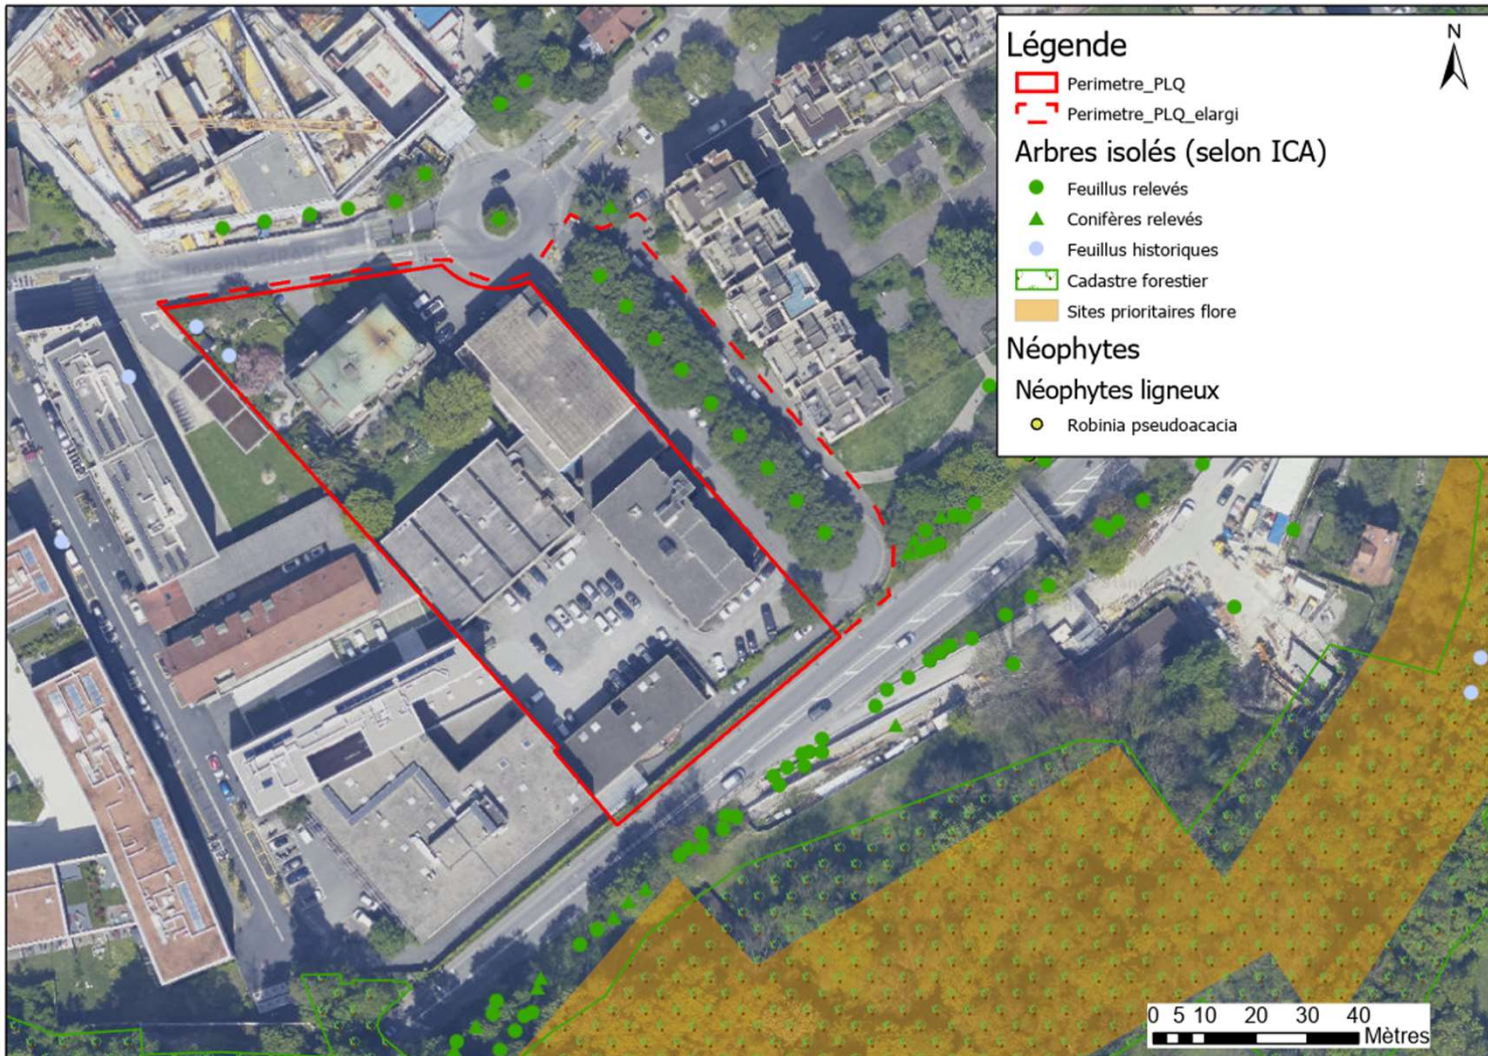 Légende
N
Perimetre_PLQ
Perimetre_PLQ_elargi
Arbres isolés (selon ICA)
Feuillus relevés
Conifères relevés
Feuillus historiques
Cadastre forestier
Sites prioritaires flore
Néophytes
Néophytes ligneux
Robinia pseudoacacia
0 5 10 20 30 40
Mètres